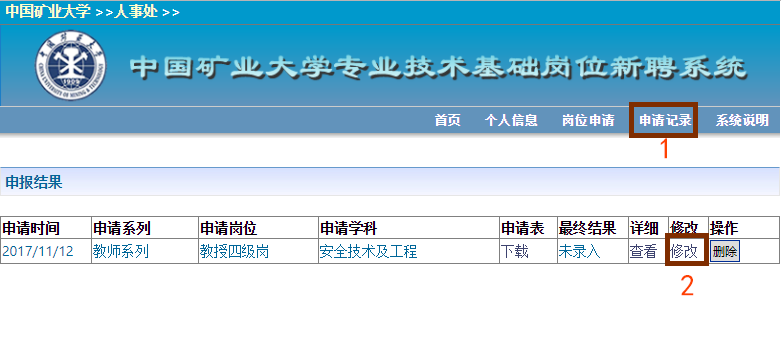 中国矿业大学 >>人事处 >>
中国矿业大学专业技术基础岗位新聘系统
首页 个人信息 岗位申请 申请记录 系统说明
1
申报结果
申请时间 申请系列 申请岗位 申请学科 申请表 最终结果 详细 修改 操作
2017/11/12 教师系列 教授四级岗 安全技术及工程 下载 未录入 查看 修改 删除
2